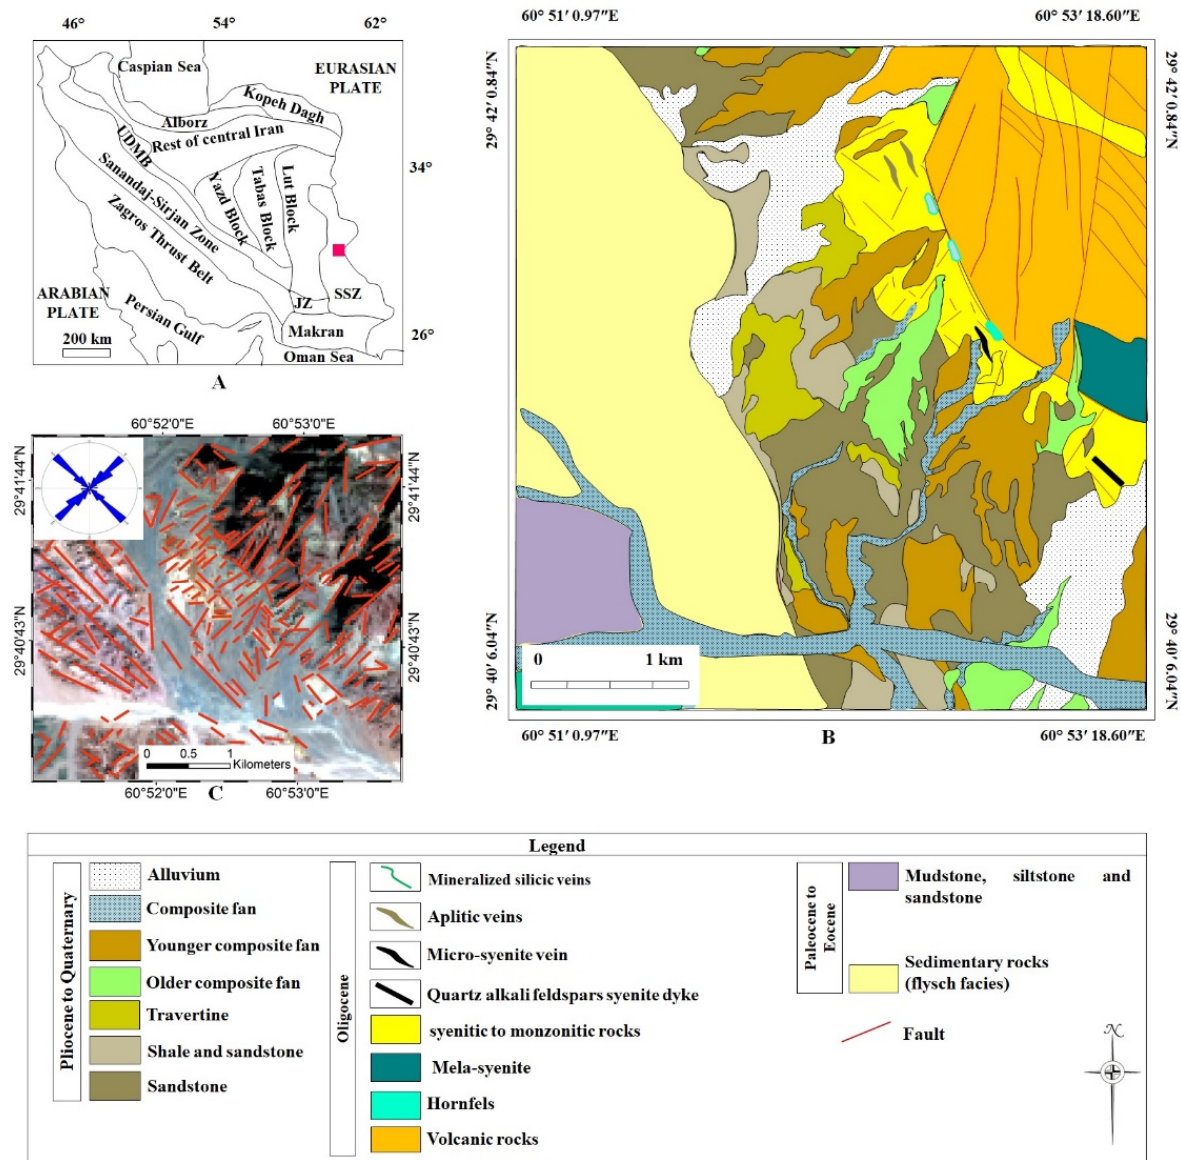 46°
54°
62°
Caspian Sea
EURASIAN
PLATE
Kopeh Dagh
Alborz
Rest of central Iran
UDMB
34°
Sanandaj-Sirjan Zone
Yazd Block
Tabas Block
Lut Block
Zagros Thrust Belt
ARABIAN
PLATE
Persian Gulf
JZ
SSZ
200 km
Makran
26°
Oman Sea
A
60° 51′ 0.97″E
60° 53′ 18.60″E
29° 42′ 0.84″N
29° 42′ 0.84″N
0
1 km
29° 40′ 6.04″N
29° 40′ 6.04″N
60° 51′ 0.97″E
B
60° 53′ 18.60″E
60°52'0"E
60°53'0"E
29°41'44"N
29°41'44"N
29°40'43"N
29°40'43"N
0 0.5 1
Kilometers
60°52'0"E
C
60°53'0"E
Legend
Pliocene to Quaternary
Alluvium
Composite fan
Younger composite fan
Older composite fan
Travertine
Shale and sandstone
Sandstone
Oligocene
Mineralized silicic veins
Aplitic veins
Micro-syenite vein
Quartz alkali feldspars syenite dyke
syenitic to monzonitic rocks
Mela-syenite
Hornfels
Volcanic rocks
Paleocene to
Eocene
Mudstone, siltstone and
sandstone
Sedimentary rocks
(flysch facies)
Fault
N